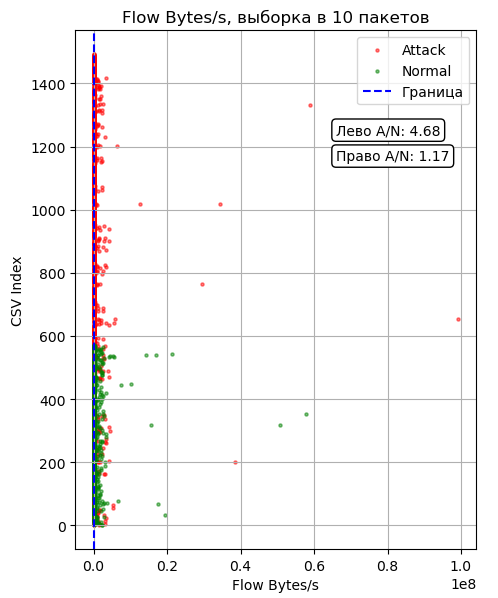 Flow Bytes/s, выборка в 10 пакетов
Attack
Normal
Граница
Лево A/N: 4.68
Право A/N: 1.17
CSV Index
1400
1200
1000
800
600
400
200
0
0.0 0.2 0.4 0.6 0.8 1.0
1e8
Flow Bytes/s